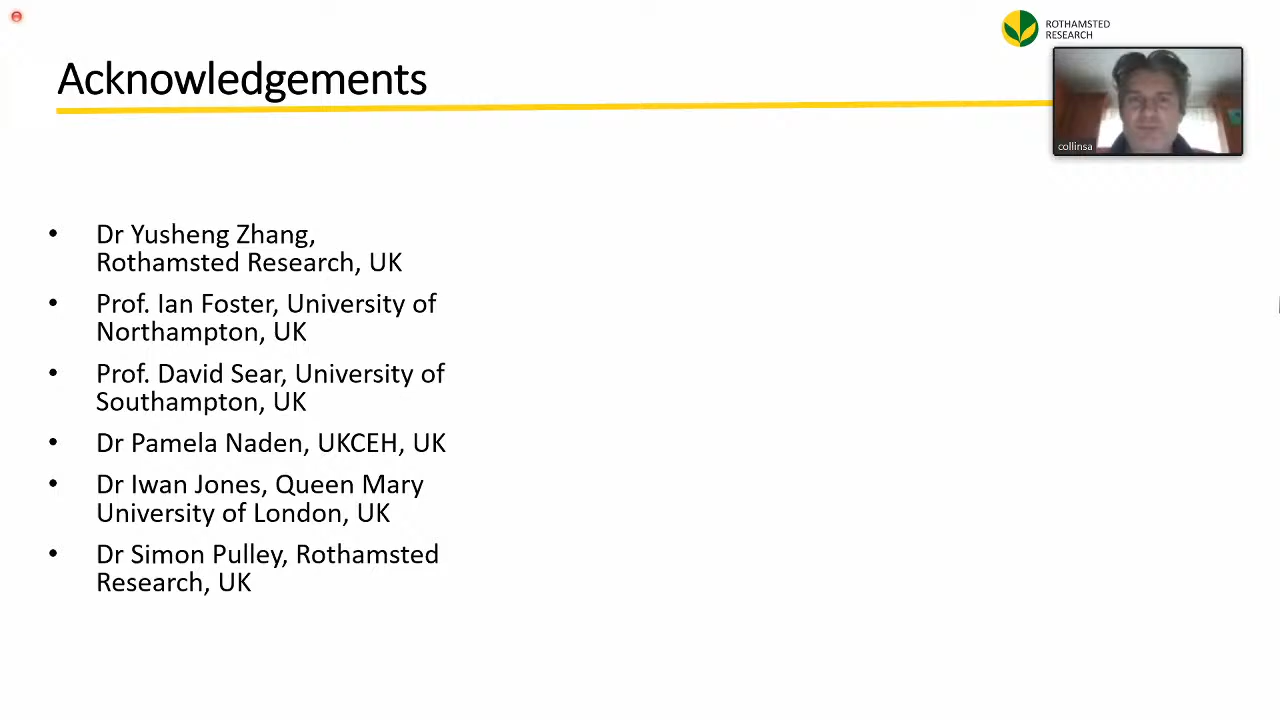 ROTHAMSTED
RESEARCH
Acknowledgements
collinsa
• Dr Yusheng Zhang,
Rothamsted Research, UK
• Prof. Ian Foster, University of
Northampton, UK
• Prof. David Sear, University of
Southampton, UK
• Dr Pamela Naden, UKCEH, UK
• Dr Iwan Jones, Queen Mary
University of London, UK
• Dr Simon Pulley, Rothamsted
Research, UK